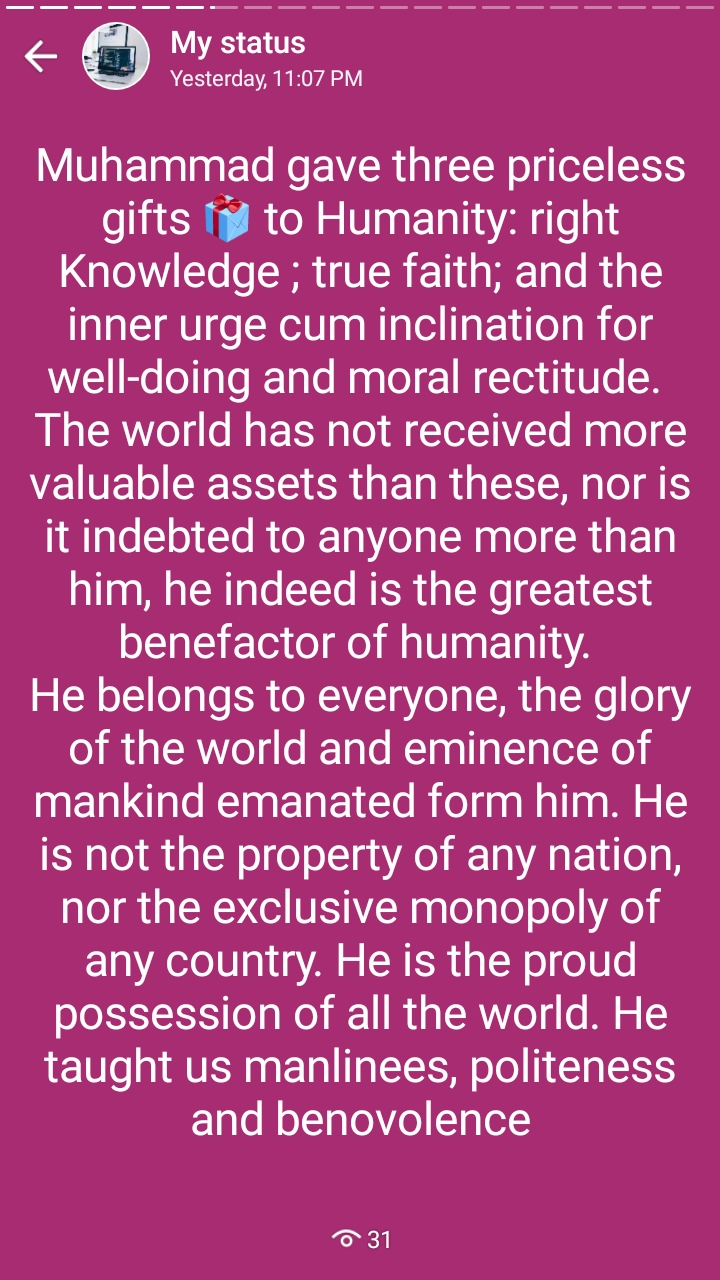 My status
Yesterday, 11:07 PM
Muhammad gave three priceless
gifts 🎁 to Humanity: right
Knowledge ; true faith; and the
inner urge cum inclination for
well-doing and moral rectitude.
The world has not received more
valuable assets than these, nor is
it indebted to anyone more than
him, he indeed is the greatest
benefactor of humanity.
He belongs to everyone, the glory
of the world and eminence of
mankind emanated form him. He
is not the property of any nation,
nor the exclusive monopoly of
any country. He is the proud
possession of all the world. He
taught us manlinees, politeness
and benovolence
31